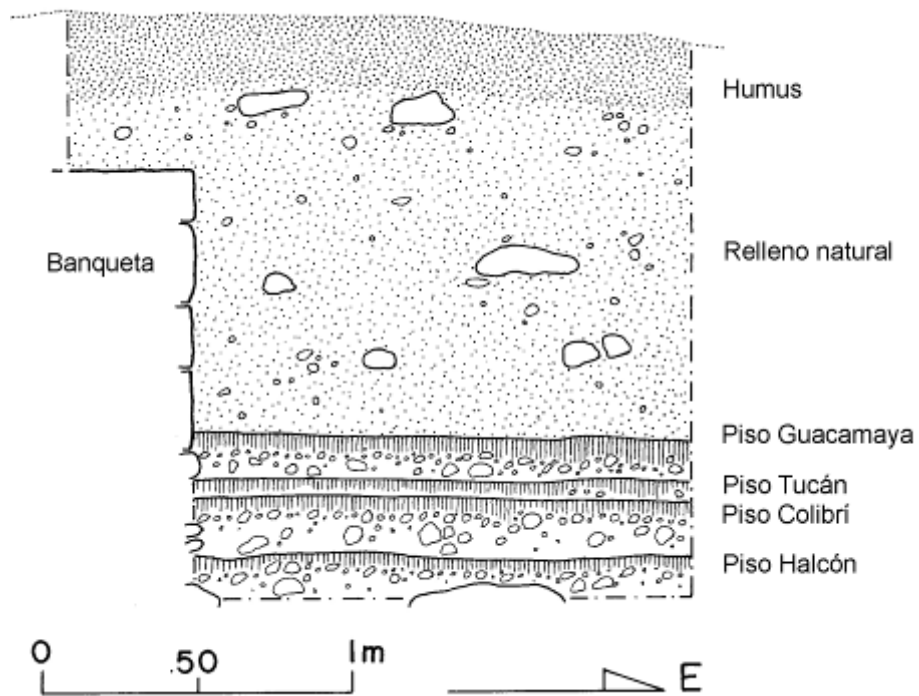 Humus
Banqueta
Relleno natural
Piso Guacamaya
Piso Tucán
Piso Colibrí
Piso Halcón
0 .50 1m
E